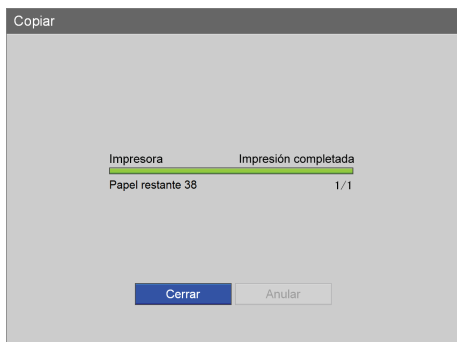 Copiar
Impresora Impresión completada
Papel restante 38 1/1
Cerrar Anular